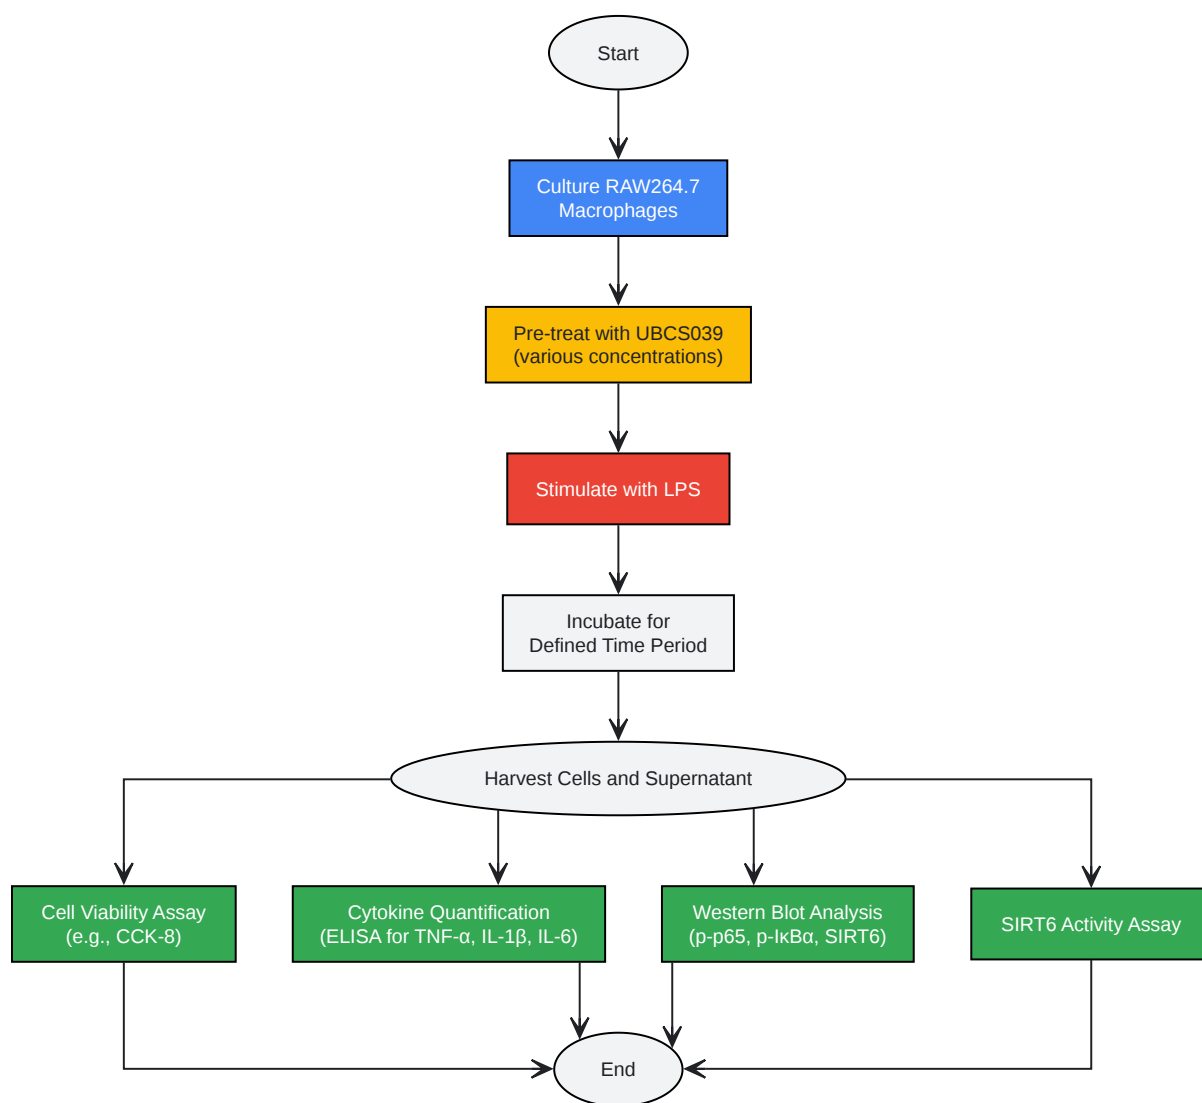 Start
Culture RAW264.7
Macrophages
Pre-treat with UBCS039
(various concentrations)
Stimulate with LPS
Incubate for
Defined Time Period
Harvest Cells and Supernatant
Cell Viability Assay
(e.g., CCK-8)
Cytokine Quantification
(ELISA for TNF-α, IL-1β, IL-6)
Western Blot Analysis
(p-p65, p-IκBα, SIRT6)
SIRT6 Activity Assay
End